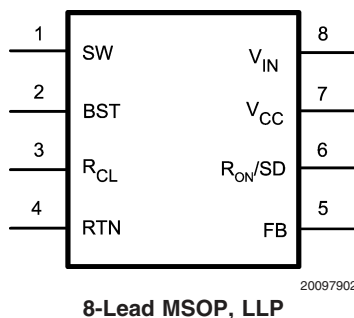 1 SW
V_IN 8
2 BST
V_CC 7
3 R_CL
R_ON/SD 6
4 RTN
FB 5
20097902
8-Lead MSOP, LLP